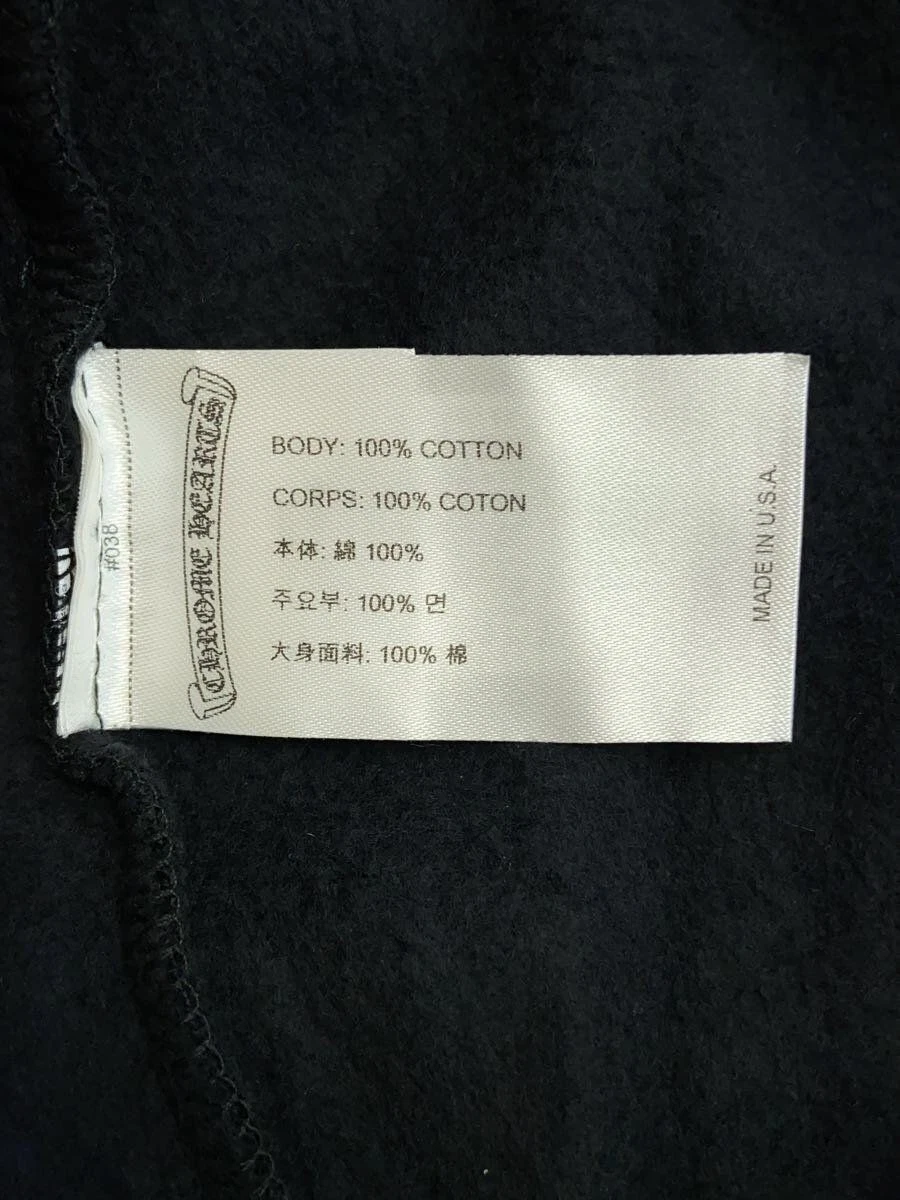 CHROME HEARTS
BODY: 100% COTTON
CORPS: 100% COTON
本体: 綿 100%
주요부: 100% 면
大身面料: 100% 棉
MADE IN U.S.A.
#038